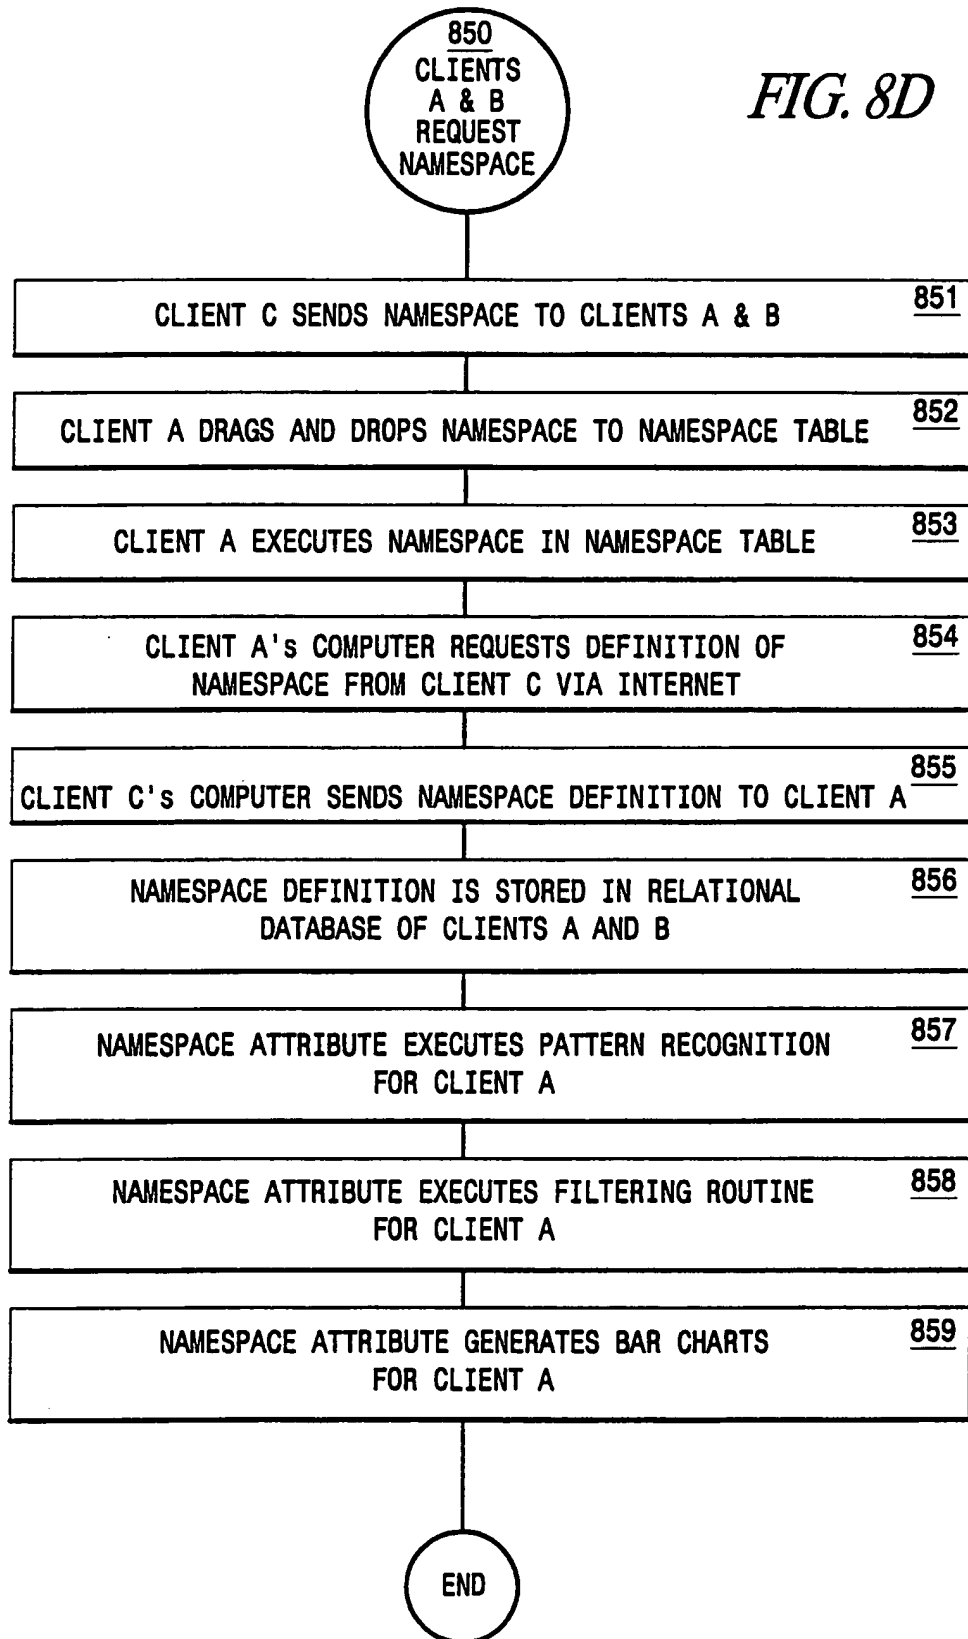 850
CLIENTS
A & B
REQUEST
NAMESPACE
FIG. 8D
851
CLIENT C SENDS NAMESPACE TO CLIENTS A & B
852
CLIENT A DRAGS AND DROPS NAMESPACE TO NAMESPACE TABLE
853
CLIENT A EXECUTES NAMESPACE IN NAMESPACE TABLE
854
CLIENT A's COMPUTER REQUESTS DEFINITION OF
NAMESPACE FROM CLIENT C VIA INTERNET
855
CLIENT C's COMPUTER SENDS NAMESPACE DEFINITION TO CLIENT A
856
NAMESPACE DEFINITION IS STORED IN RELATIONAL
DATABASE OF CLIENTS A AND B
857
NAMESPACE ATTRIBUTE EXECUTES PATTERN RECOGNITION
FOR CLIENT A
858
NAMESPACE ATTRIBUTE EXECUTES FILTERING ROUTINE
FOR CLIENT A
859
NAMESPACE ATTRIBUTE GENERATES BAR CHARTS
FOR CLIENT A
END